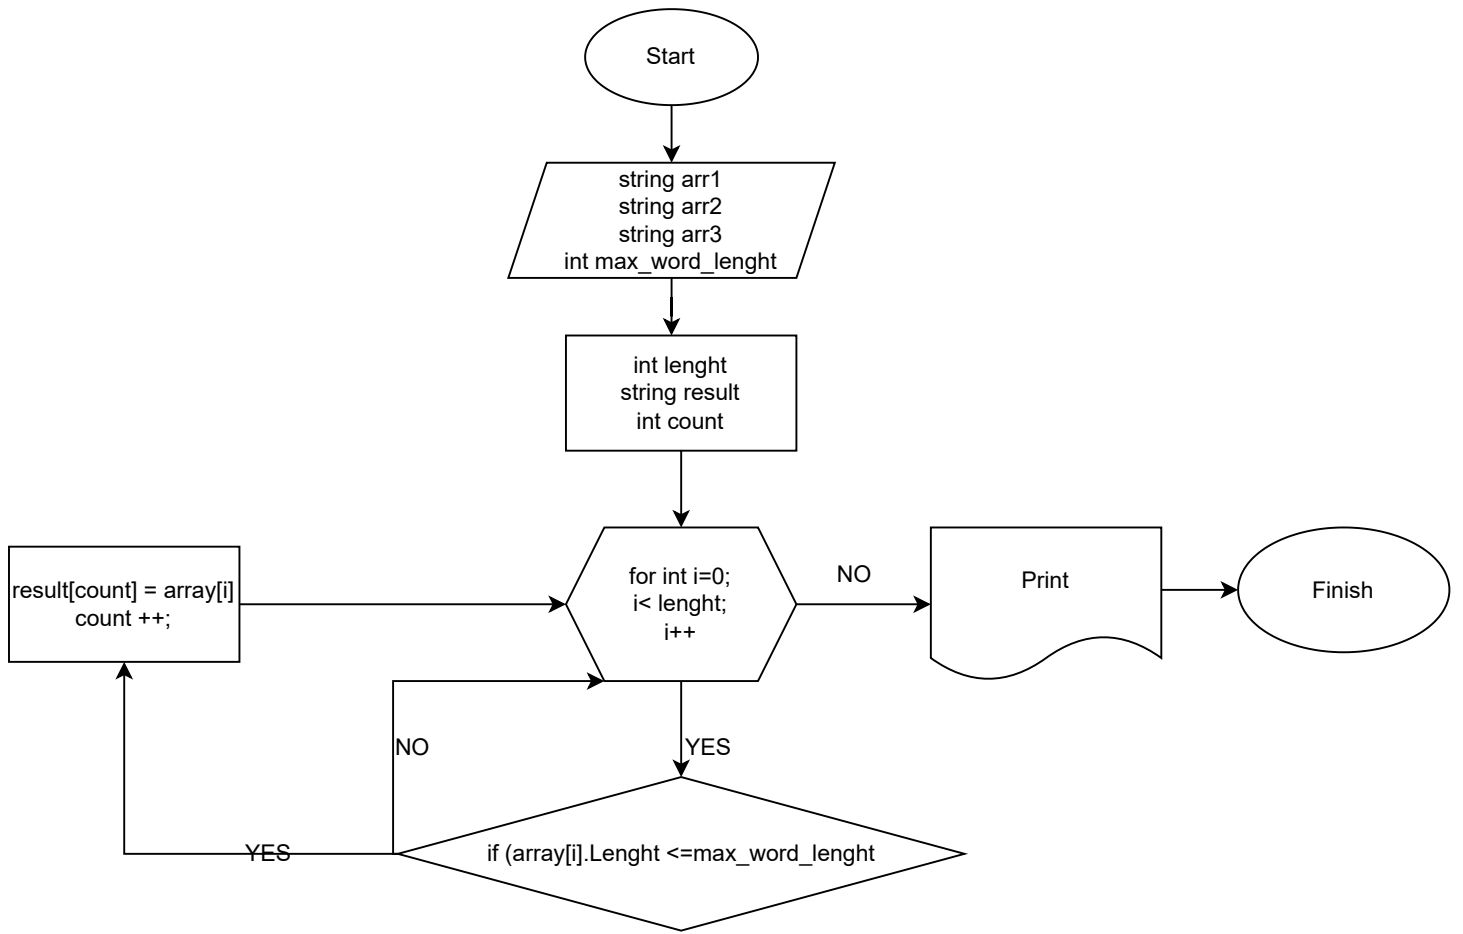 Start
string arr1
string arr2
string arr3
int max_word_lenght
int lenght
string result
int count
result[count] = array[i]
count ++;
for int i=0;
i< lenght;
i++
NO
Print
Finish
NO
YES
YES
if (array[i].Lenght <=max_word_lenght